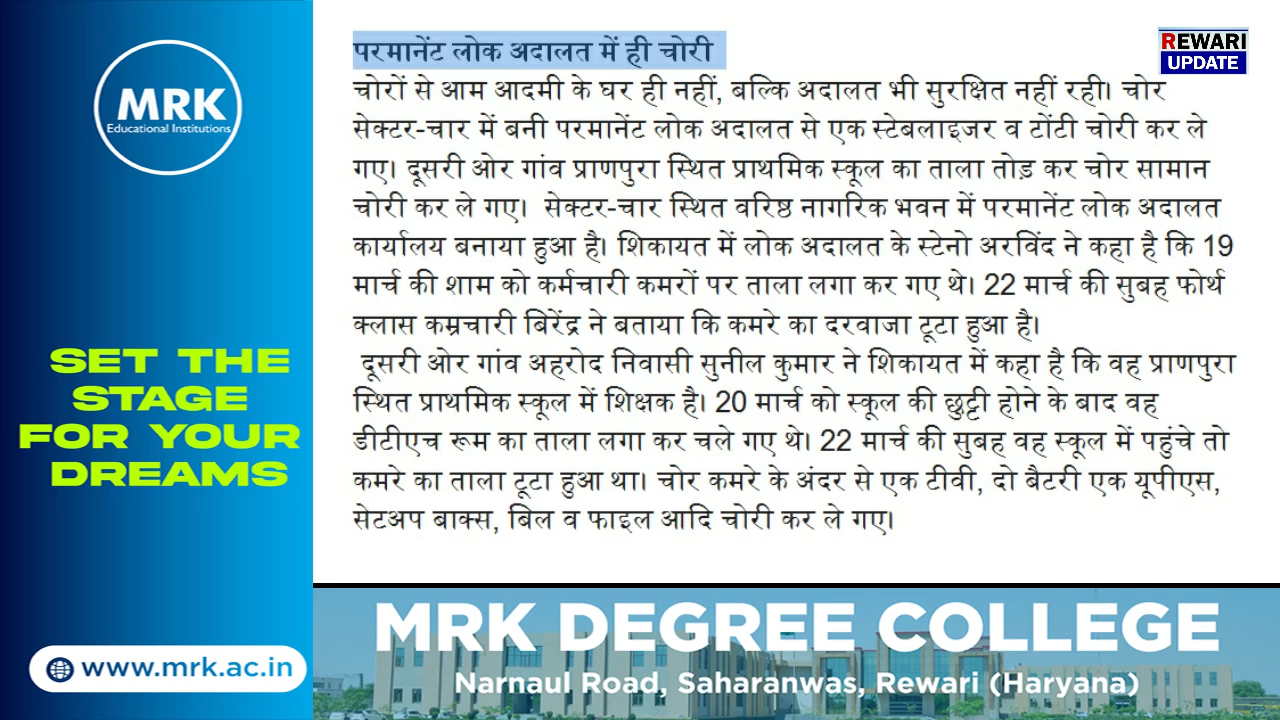 MRK
Educational Institutions
SET THE
STAGE
FOR YOUR
DREAMS
www.mrk.ac.in
REWARI
UPDATE
परमानेंट लोक अदालत में ही चोरी
चोरों से आम आदमी के घर ही नहीं, बल्कि अदालत भी सुरक्षित नहीं रही। चोर
सेक्टर-चार में बनी परमानेंट लोक अदालत से एक स्टेबलाइजर व टोंटी चोरी कर ले
गए। दूसरी ओर गांव प्राणपुरा स्थित प्राथमिक स्कूल का ताला तोड़ कर चोर सामान
चोरी कर ले गए। सेक्टर-चार स्थित वरिष्ठ नागरिक भवन में परमानेंट लोक अदालत
कार्यालय बनाया हुआ है। शिकायत में लोक अदालत के स्टेनो अरविंद ने कहा है कि 19
मार्च की शाम को कर्मचारी कमरों पर ताला लगा कर गए थे। 22 मार्च की सुबह फोर्थ
क्लास कम्रचारी बिरेंद्र ने बताया कि कमरे का दरवाजा टूटा हुआ है।
दूसरी ओर गांव अहरोद निवासी सुनील कुमार ने शिकायत में कहा है कि वह प्राणपुरा
स्थित प्राथमिक स्कूल में शिक्षक है। 20 मार्च को स्कूल की छुट्टी होने के बाद वह
डीटीएच रूम का ताला लगा कर चले गए थे। 22 मार्च की सुबह वह स्कूल में पहुंचे तो
कमरे का ताला टूटा हुआ था। चोर कमरे के अंदर से एक टीवी, दो बैटरी एक यूपीएस,
सेटअप बाक्स, बिल व फाइल आदि चोरी कर ले गए।
MRK DEGREE COLLEGE
Narnaul Road, Saharanwas, Rewari (Haryana)